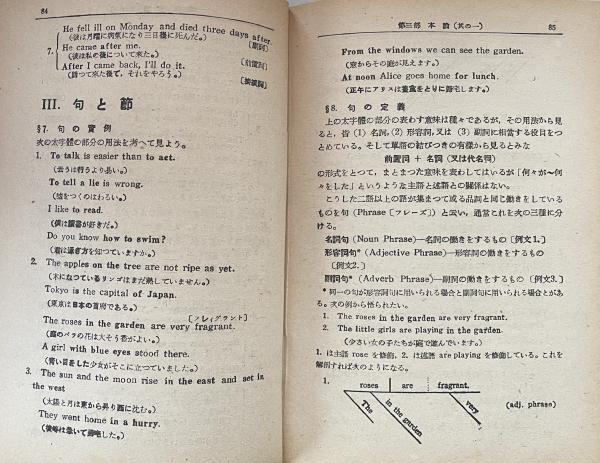 84
He fell ill on Monday and died three days after.
(彼は月曜に病気になり三日後に死んだ。) [副詞]
7. He came after me.
(彼は私の後について来た。) [前置詞]
After I came back, I'll do it.
(歸つて来た後で、それをやろう。) [接續詞]
III. 句と節
§7. 句の實例
次の太字體の部分の用法を考へて見よう。
1. To talk is easier than to act.
(云うは行うより易い。)
To tell a lie is wrong.
(嘘をつくのはわるい。)
I like to read.
(僕は讀書が好きだ。)
Do you know how to swim?
(君は泳ぎ方を知つていますか。)
2. The apples on the tree are not ripe as yet.
(木になつているリンゴはまだ熟していません。)
Tokyo is the capital of Japan.
(東京は日本の首府である。)
[フレイグラント]
The roses in the garden are very fragrant.
(庭のバラの花は大そう香がよい。)
A girl with blue eyes stood there.
(青い目をした少女がそこに立つていました。)
3. The sun and the moon rise in the east and set in
the west
(太陽と月は東から昇り西に沈む。)
They went home in a hurry.
第三部 本論(其の一) 85
From the windows we can see the garden.
(窓からその庭が見えます。)
At noon Alice goes home for lunch.
(正午にアリスは晝食をとりに歸宅します。)
§8. 句の定義
上の太字體の部分の表わす意味は種々であるが、その用法から見
ると、皆 (1) 名詞、(2) 形容詞、又は (3) 副詞に相當する役目をつ
とめている。そして單語の結びつきの有樣から見るとみな
前置詞 + 名詞 (又は代名詞)
の形式をとつて、まとまつた意味を表わしてはいるが「何々が〜何
々をした」というような主語と述語との關係はない。
こうした二語以上の語が集まつて或る品詞と同じ働きをしている
ものを句 (Phrase [フレーズ]) と云い、通常これを次の三種に分
ける。
名詞句 (Noun Phrase)—名詞の働きをするもの [例文1.]
形容詞句* (Adjective Phrase)—形容詞の働きをするもの
[例文2.]
副詞句* (Adverb Phrase)—副詞の働きをするもの [例文3.]
* 同一の句が形容詞句に用いられる場合と副詞句に用いられる場合とがあ
る。次の例から悟られたい。
1. The roses in the garden are very fragrant.
2. The little girls are playing in the garden.
(小さい女の子たちが庭で遊んでいます。)
1. は主語 rose を修飾、2. は述語 are playing を修飾している。これを
解剖すれば次のようになる。
1. roses are fragrant.
The in the garden very (adj. phrase)